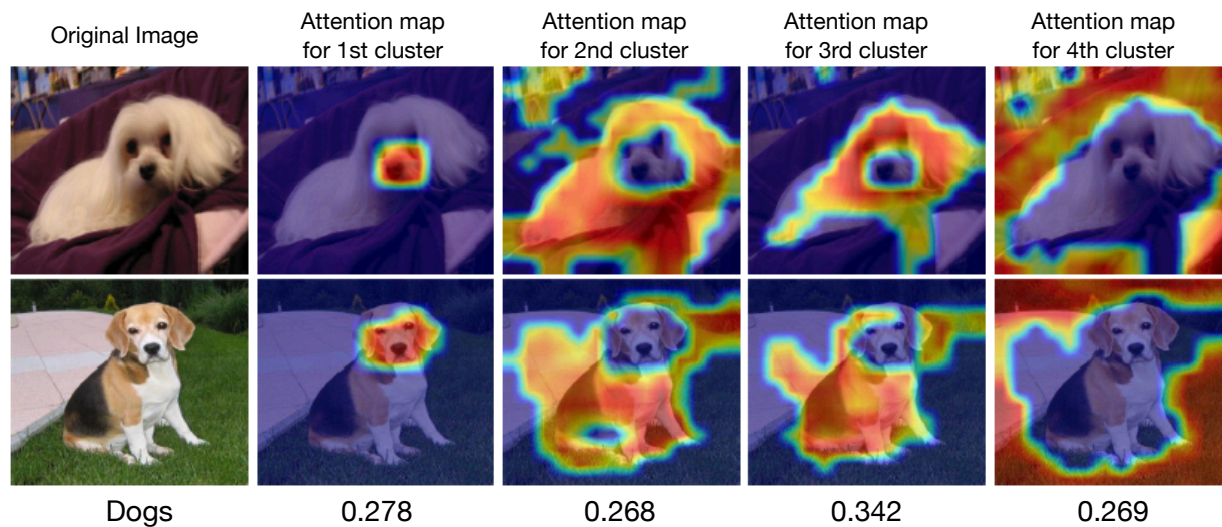 Original Image
Attention map
for 1st cluster
Attention map
for 2nd cluster
Attention map
for 3rd cluster
Attention map
for 4th cluster
Dogs 0.278 0.268 0.342 0.269